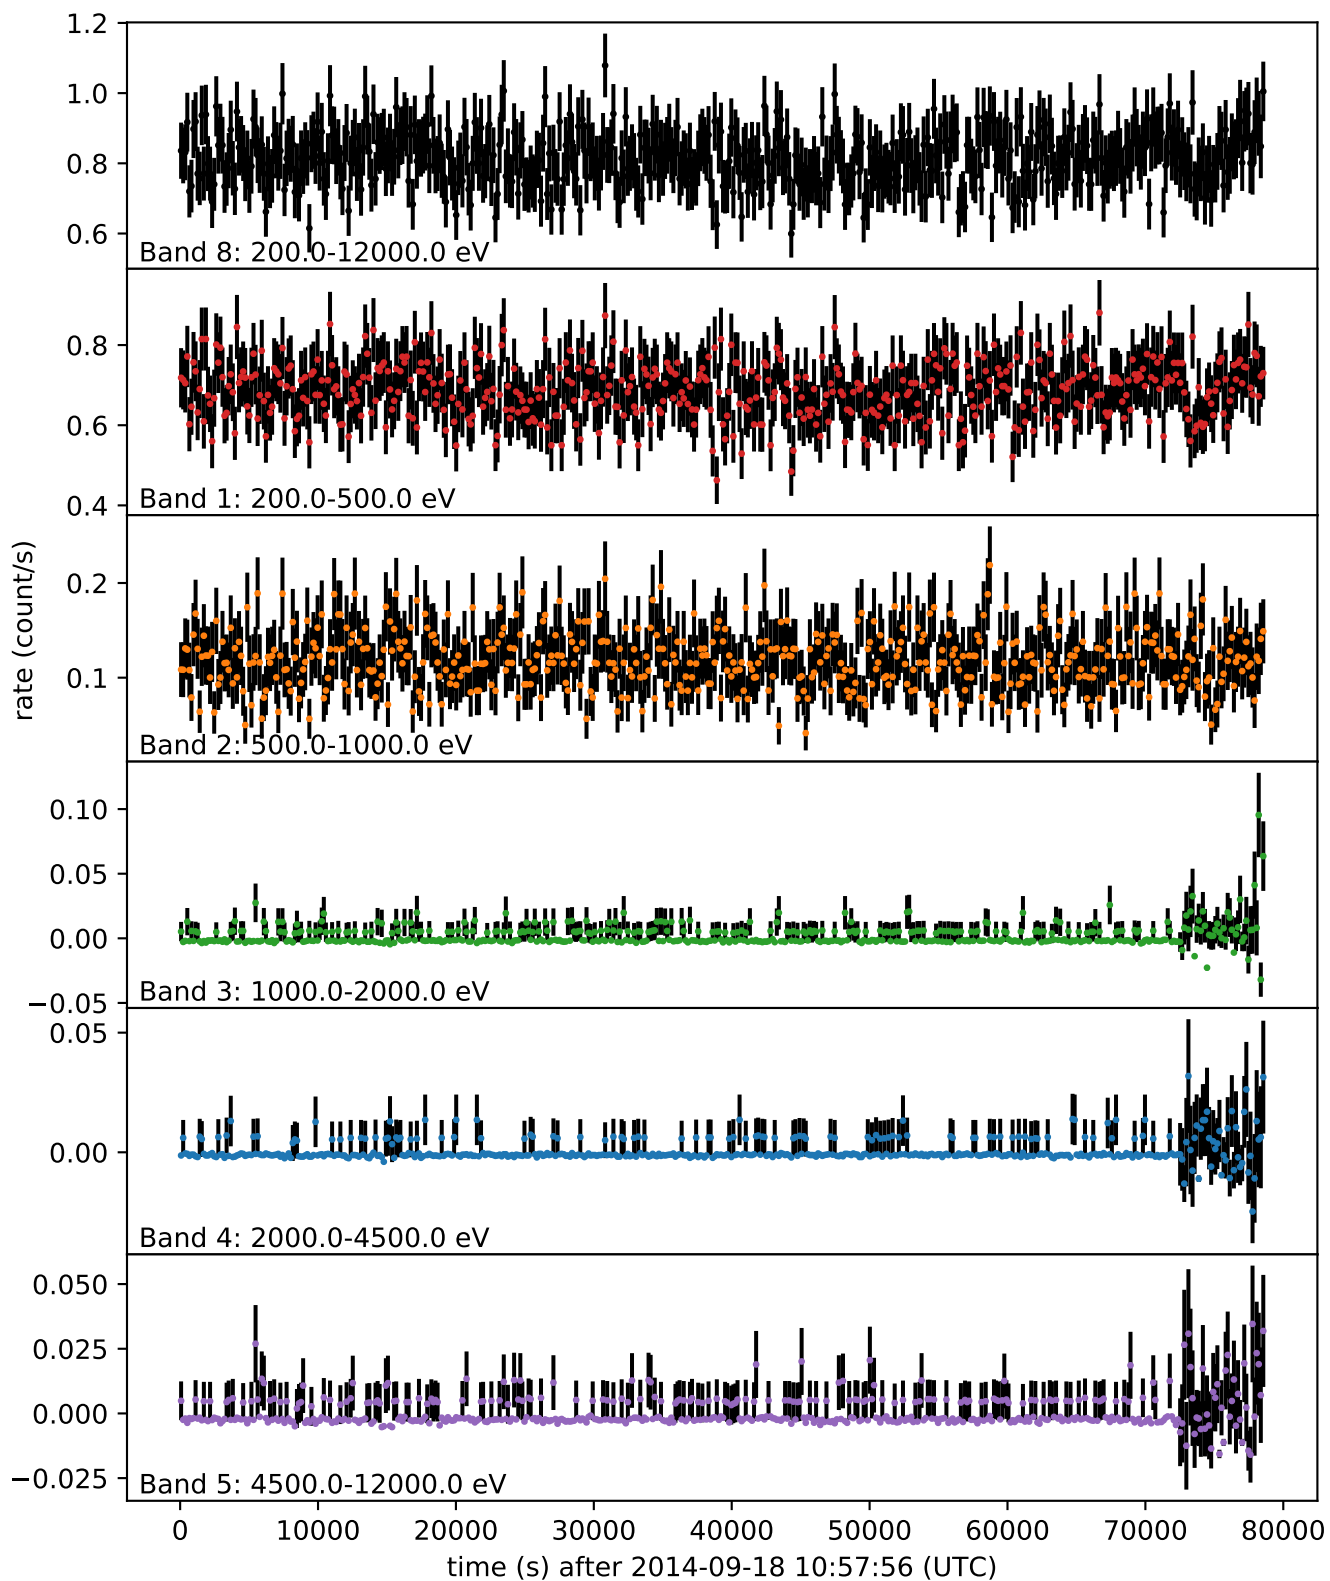 1.2
1.0
0.8
0.6
Band 8: 200.0-12000.0 eV
0.8
0.6
0.4
Band 1: 200.0-500.0 eV
0.2
0.1
Band 2: 500.0-1000.0 eV
rate (count/s)
0.10
0.05
0.00
−0.05
Band 3: 1000.0-2000.0 eV
0.05
0.00
Band 4: 2000.0-4500.0 eV
0.050
0.025
0.000
−0.025
Band 5: 4500.0-12000.0 eV
0 10000 20000 30000 40000 50000 60000 70000 80000
time (s) after 2014-09-18 10:57:56 (UTC)